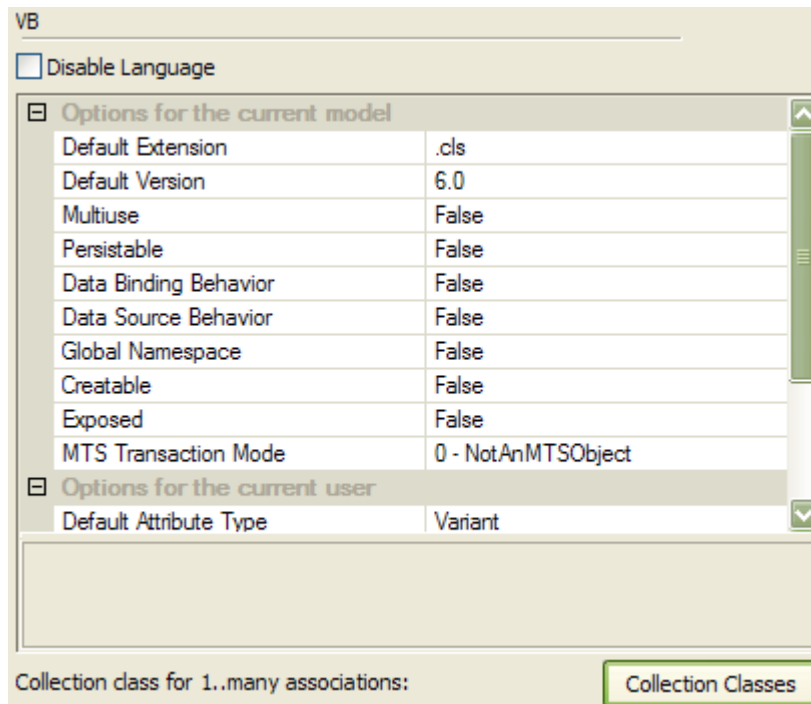 VB
Disable Language
Options for the current model
Default Extension .cls
Default Version 6.0
Multiuse False
Persistable False
Data Binding Behavior False
Data Source Behavior False
Global Namespace False
Creatable False
Exposed False
MTS Transaction Mode 0 - NotAnMTSObject
Options for the current user
Default Attribute Type Variant
Collection class for 1..many associations: Collection Classes